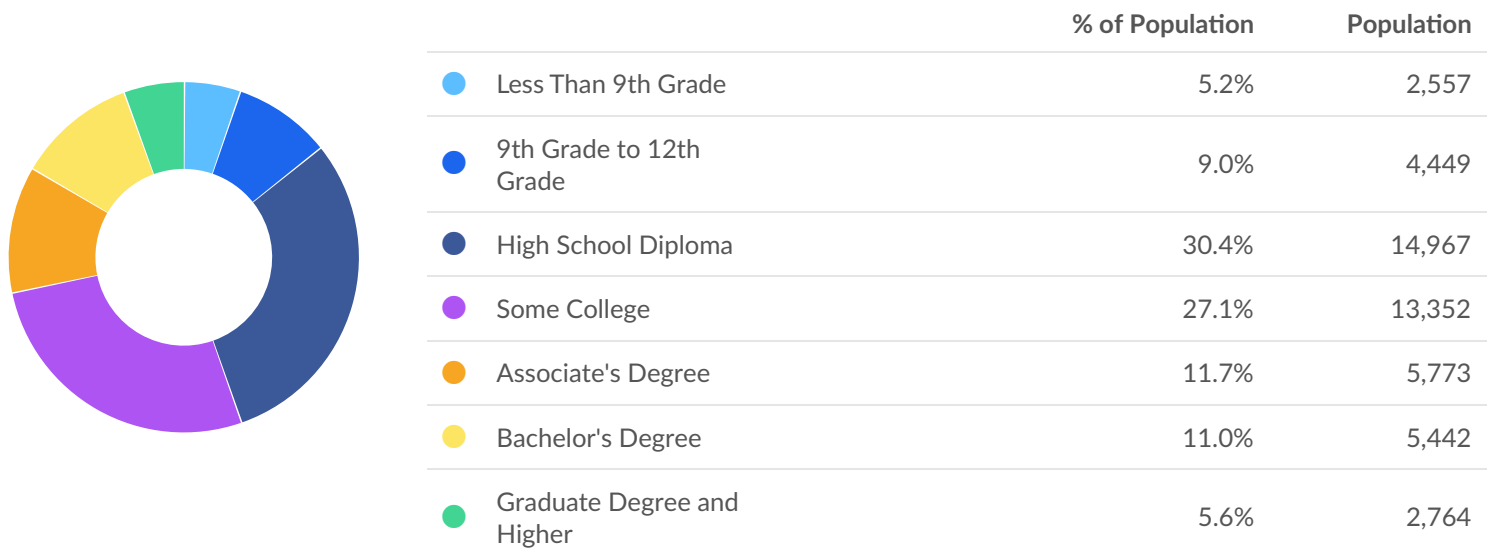 % of Population Population
Less Than 9th Grade 5.2% 2,557
9th Grade to 12th
Grade 9.0% 4,449
High School Diploma 30.4% 14,967
Some College 27.1% 13,352
Associate's Degree 11.7% 5,773
Bachelor's Degree 11.0% 5,442
Graduate Degree and
Higher 5.6% 2,764